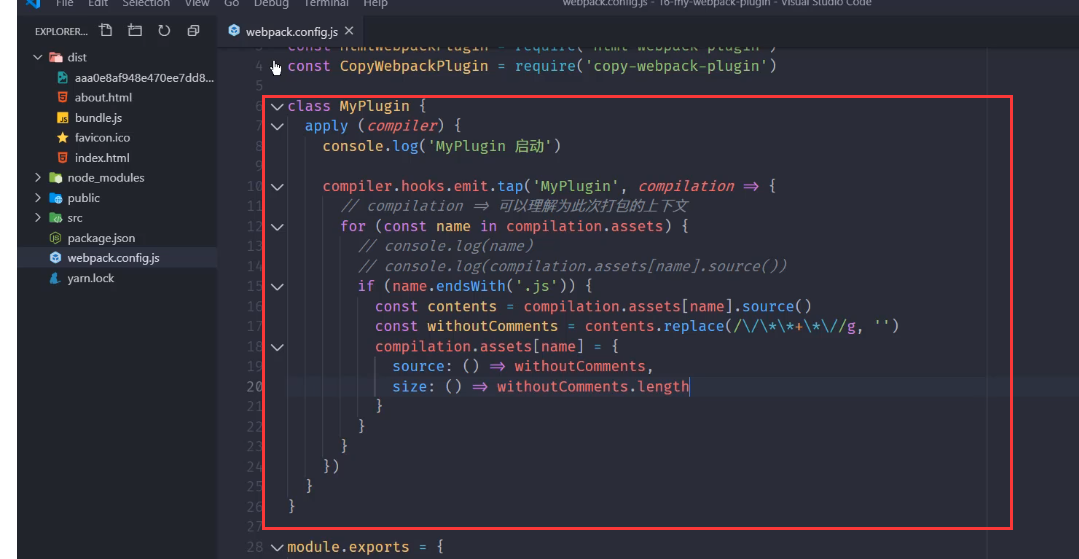 File Edit Selection View Go Debug Terminal Help
webpack.config.js - 16-my-webpack-plugin - Visual Studio Code
EXPLORER...
webpack.config.js
dist
aaa0e8af948e470ee7dd8...
about.html
bundle.js
favicon.ico
index.html
node_modules
public
src
package.json
webpack.config.js
yarn.lock
3 const HtmlWebpackPlugin = require('html-webpack-plugin')
4 const CopyWebpackPlugin = require('copy-webpack-plugin')
5
6 class MyPlugin {
7 apply (compiler) {
8 console.log('MyPlugin 启动')
9
10 compiler.hooks.emit.tap('MyPlugin', compilation => {
11 // compilation => 可以理解为此次打包的上下文
12 for (const name in compilation.assets) {
13 // console.log(name)
14 // console.log(compilation.assets[name].source())
15 if (name.endsWith('.js')) {
16 const contents = compilation.assets[name].source()
17 const withoutComments = contents.replace(/\/\*\*+\*\//g, '')
18 compilation.assets[name] = {
19 source: () => withoutComments,
20 size: () => withoutComments.length
21 }
22 }
23 }
24 })
25 }
26 }
27
28 module.exports = {